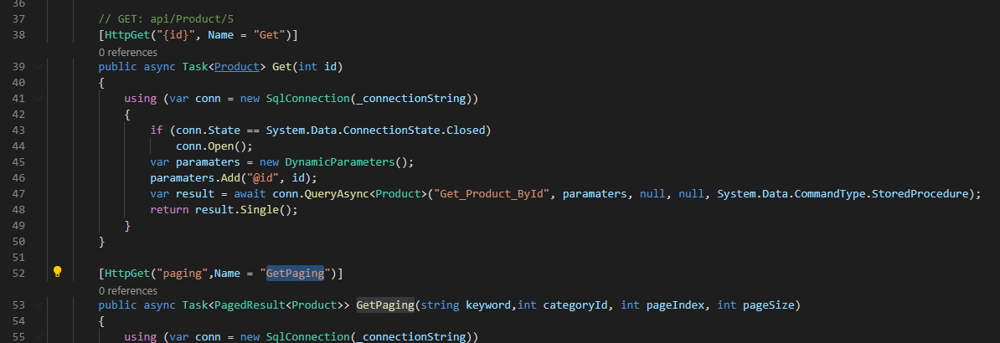 36
37 // GET: api/Product/5
38 [HttpGet("{id}", Name = "Get")]
0 references
39 public async Task<Product> Get(int id)
40 {
41 using (var conn = new SqlConnection(_connectionString))
42 {
43 if (conn.State == System.Data.ConnectionState.Closed)
44 conn.Open();
45 var paramaters = new DynamicParameters();
46 paramaters.Add("@id", id);
47 var result = await conn.QueryAsync<Product>("Get_Product_ById", paramaters, null, null, System.Data.CommandType.StoredProcedure);
48 return result.Single();
49 }
50 }
51
52 [HttpGet("paging",Name = "GetPaging")]
0 references
53 public async Task<PagedResult<Product>> GetPaging(string keyword,int categoryId, int pageIndex, int pageSize)
54 {
55 using (var conn = new SqlConnection(_connectionString))